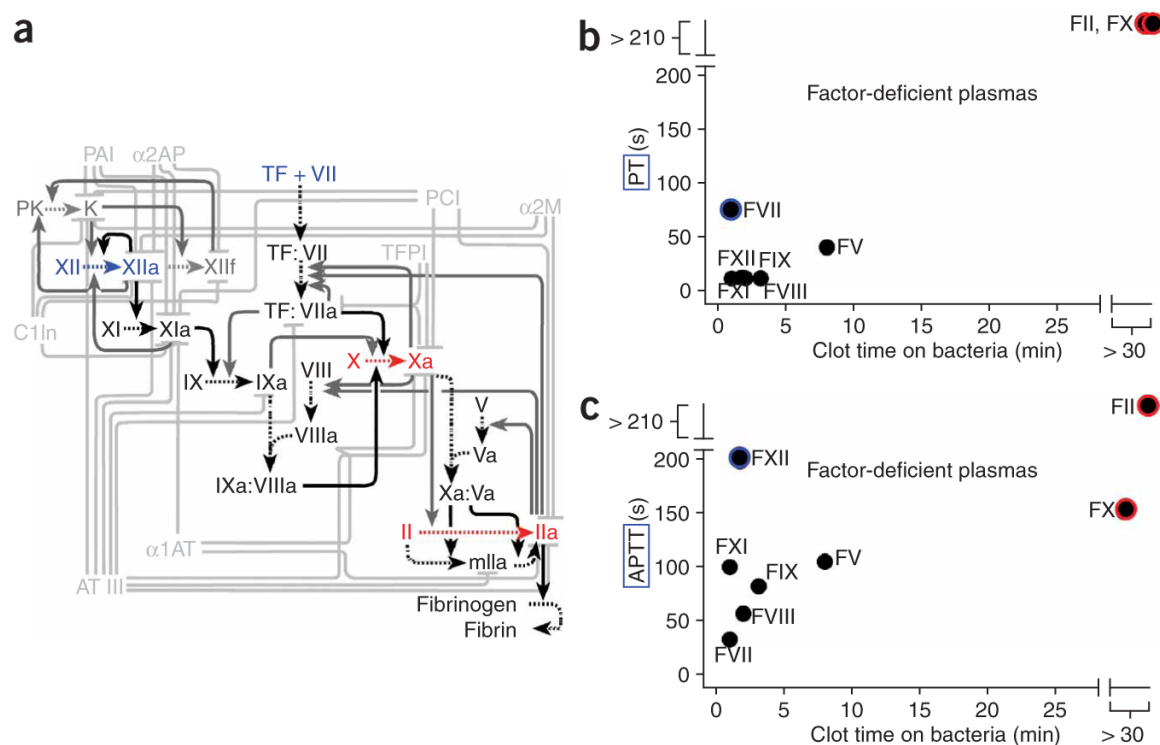 a
PAI α2AP
TF + VII
PK K
PCI
α2M
TF: VII
TFPI
XII XIIa XIIf
C1In
XI XIa
TF: VIIa
X Xa
IX IXa
VIII
V
VIIIa
Va
IXa:VIIIa
Xa:Va
II IIa
α1AT
mIIa
AT III
Fibrinogen
Fibrin
b
> 210
FII, FX
200
Factor-deficient plasmas
150
PT (s)
100
FVII
50
FV
FXII FIX
0
FXI FVIII
0 5 10 15 20 25
Clot time on bacteria (min)
> 30
c
> 210
FII
200
FXII
Factor-deficient plasmas
150
FX
APTT (s)
100
FXI
FV
FIX
50
FVIII
FVII
0
0 5 10 15 20 25
Clot time on bacteria (min)
> 30